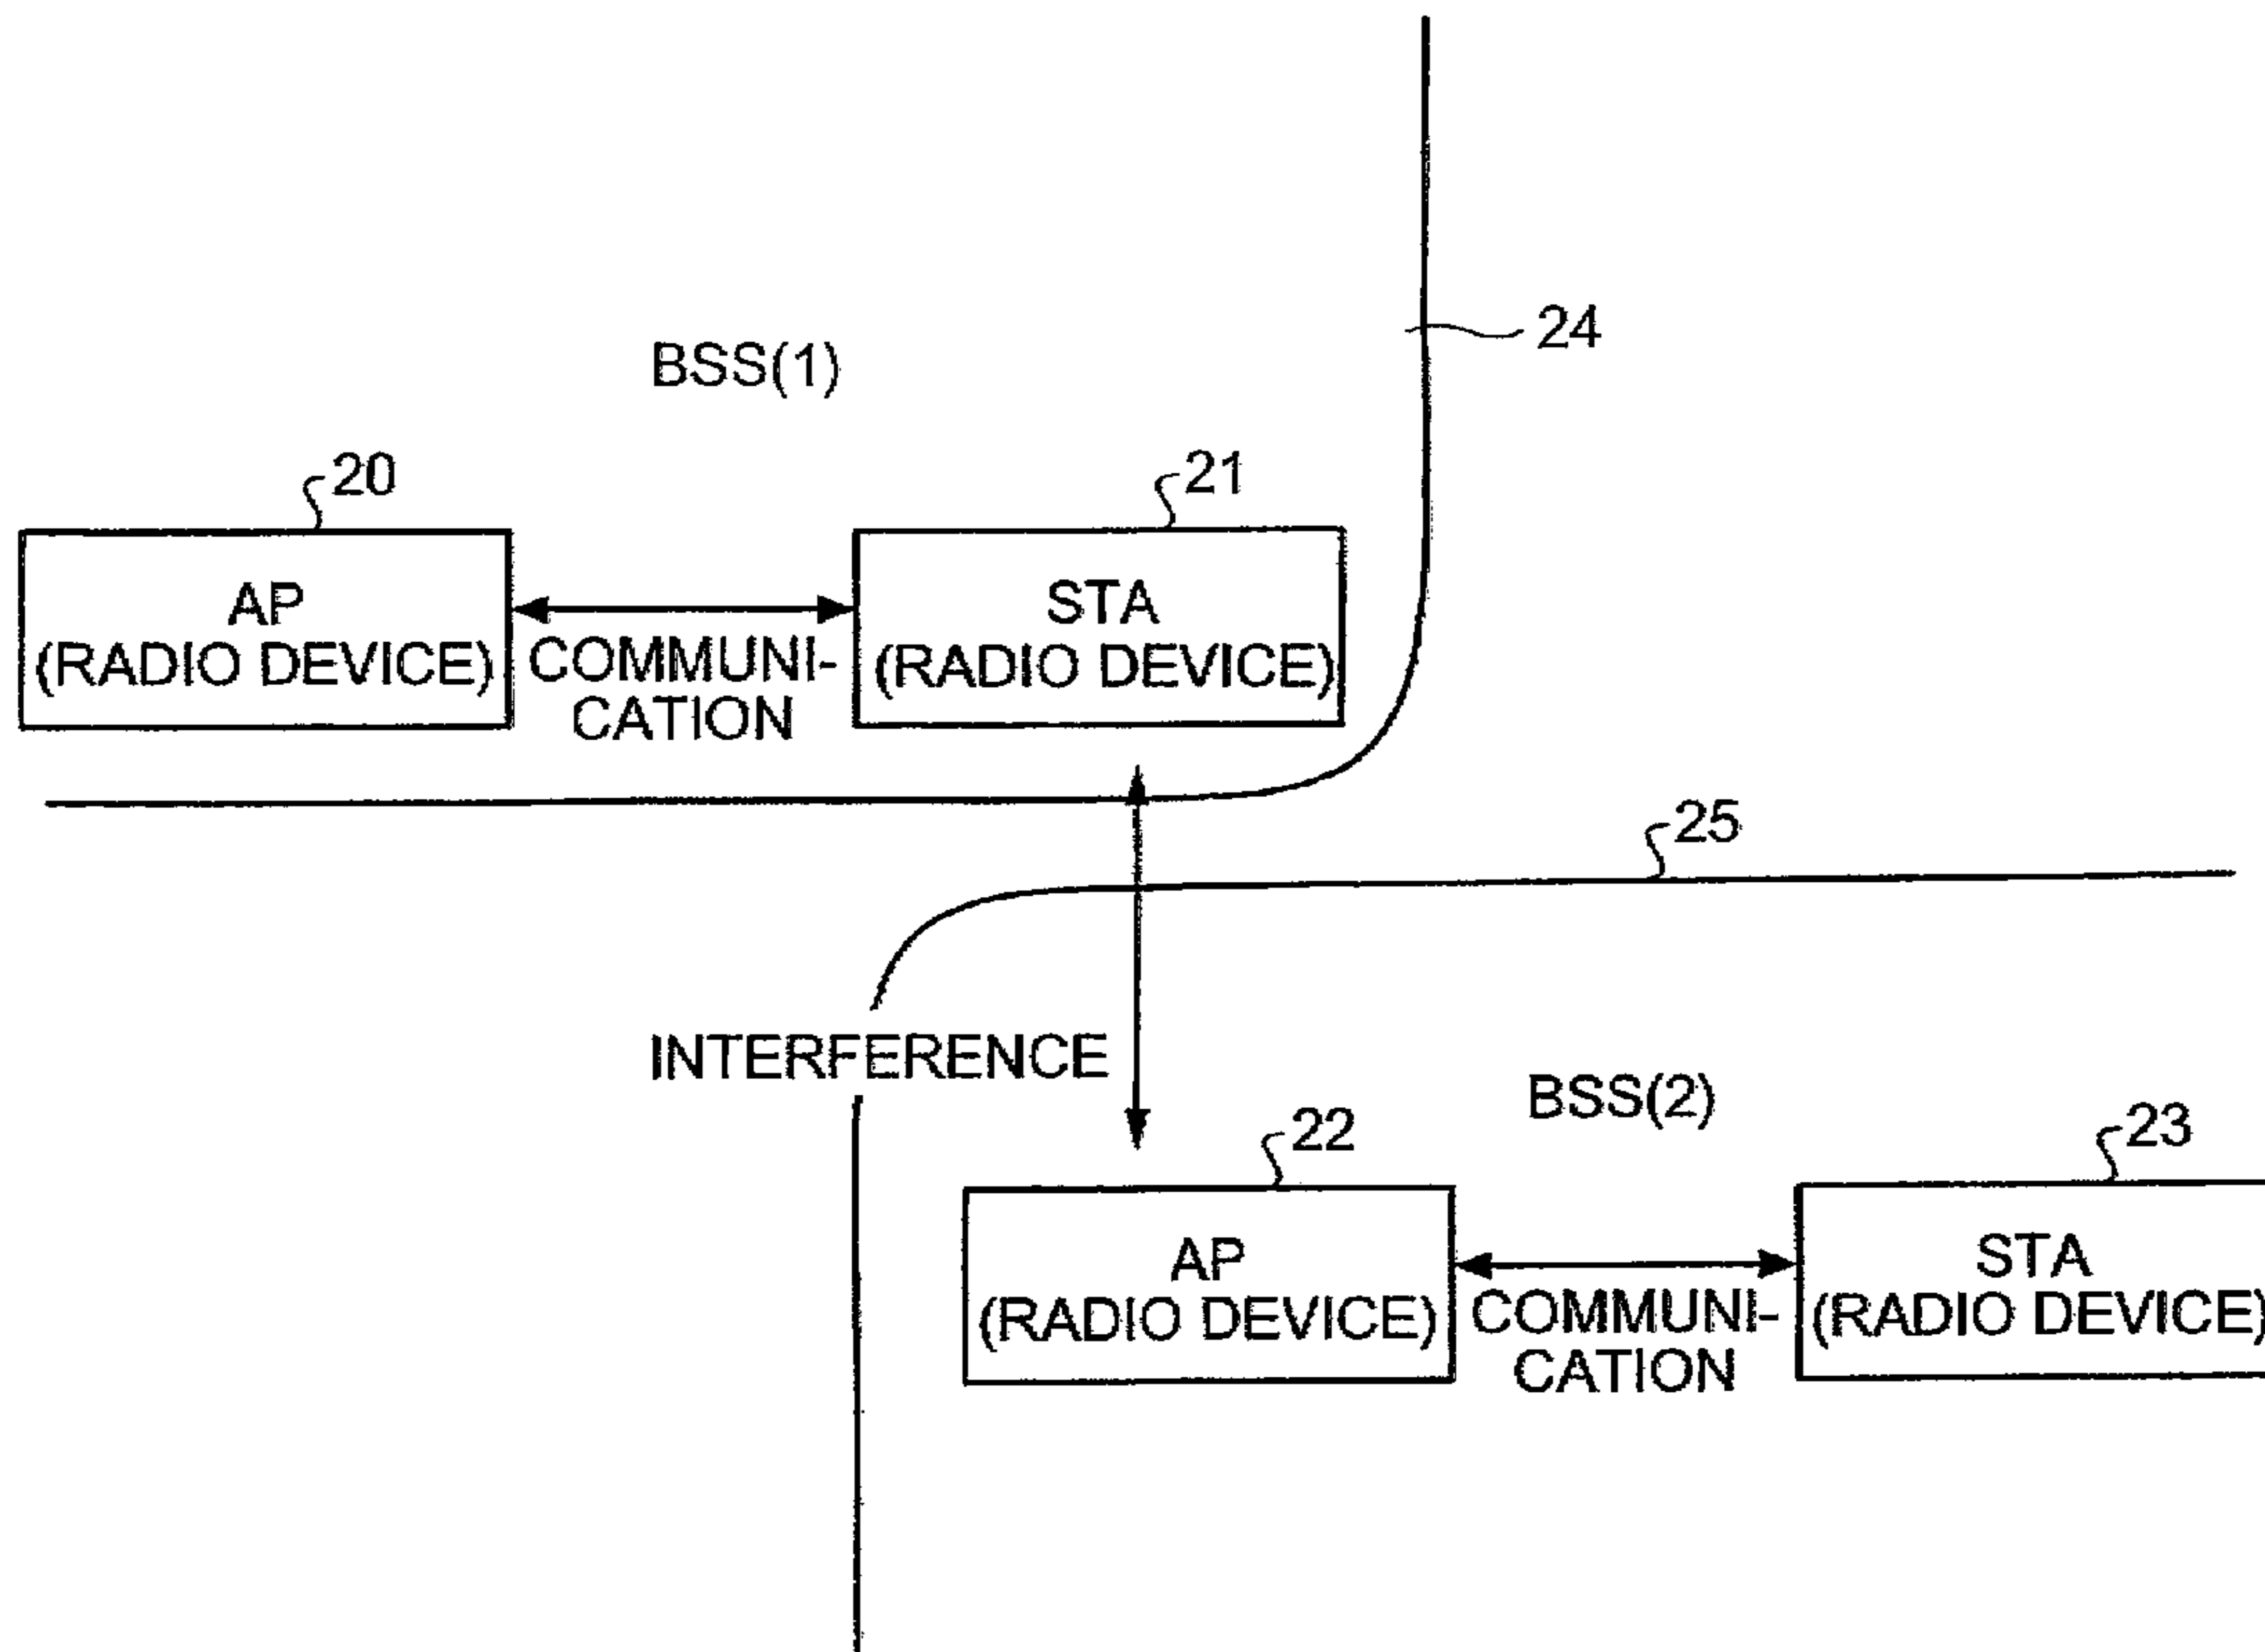 24
BSS(1)
20
21
AP
(RADIO DEVICE)
COMMUNI-
CATION
STA
(RADIO DEVICE)
25
INTERFERENCE
BSS(2)
22
23
AP
(RADIO DEVICE)
COMMUNI-
CATION
STA
(RADIO DEVICE)